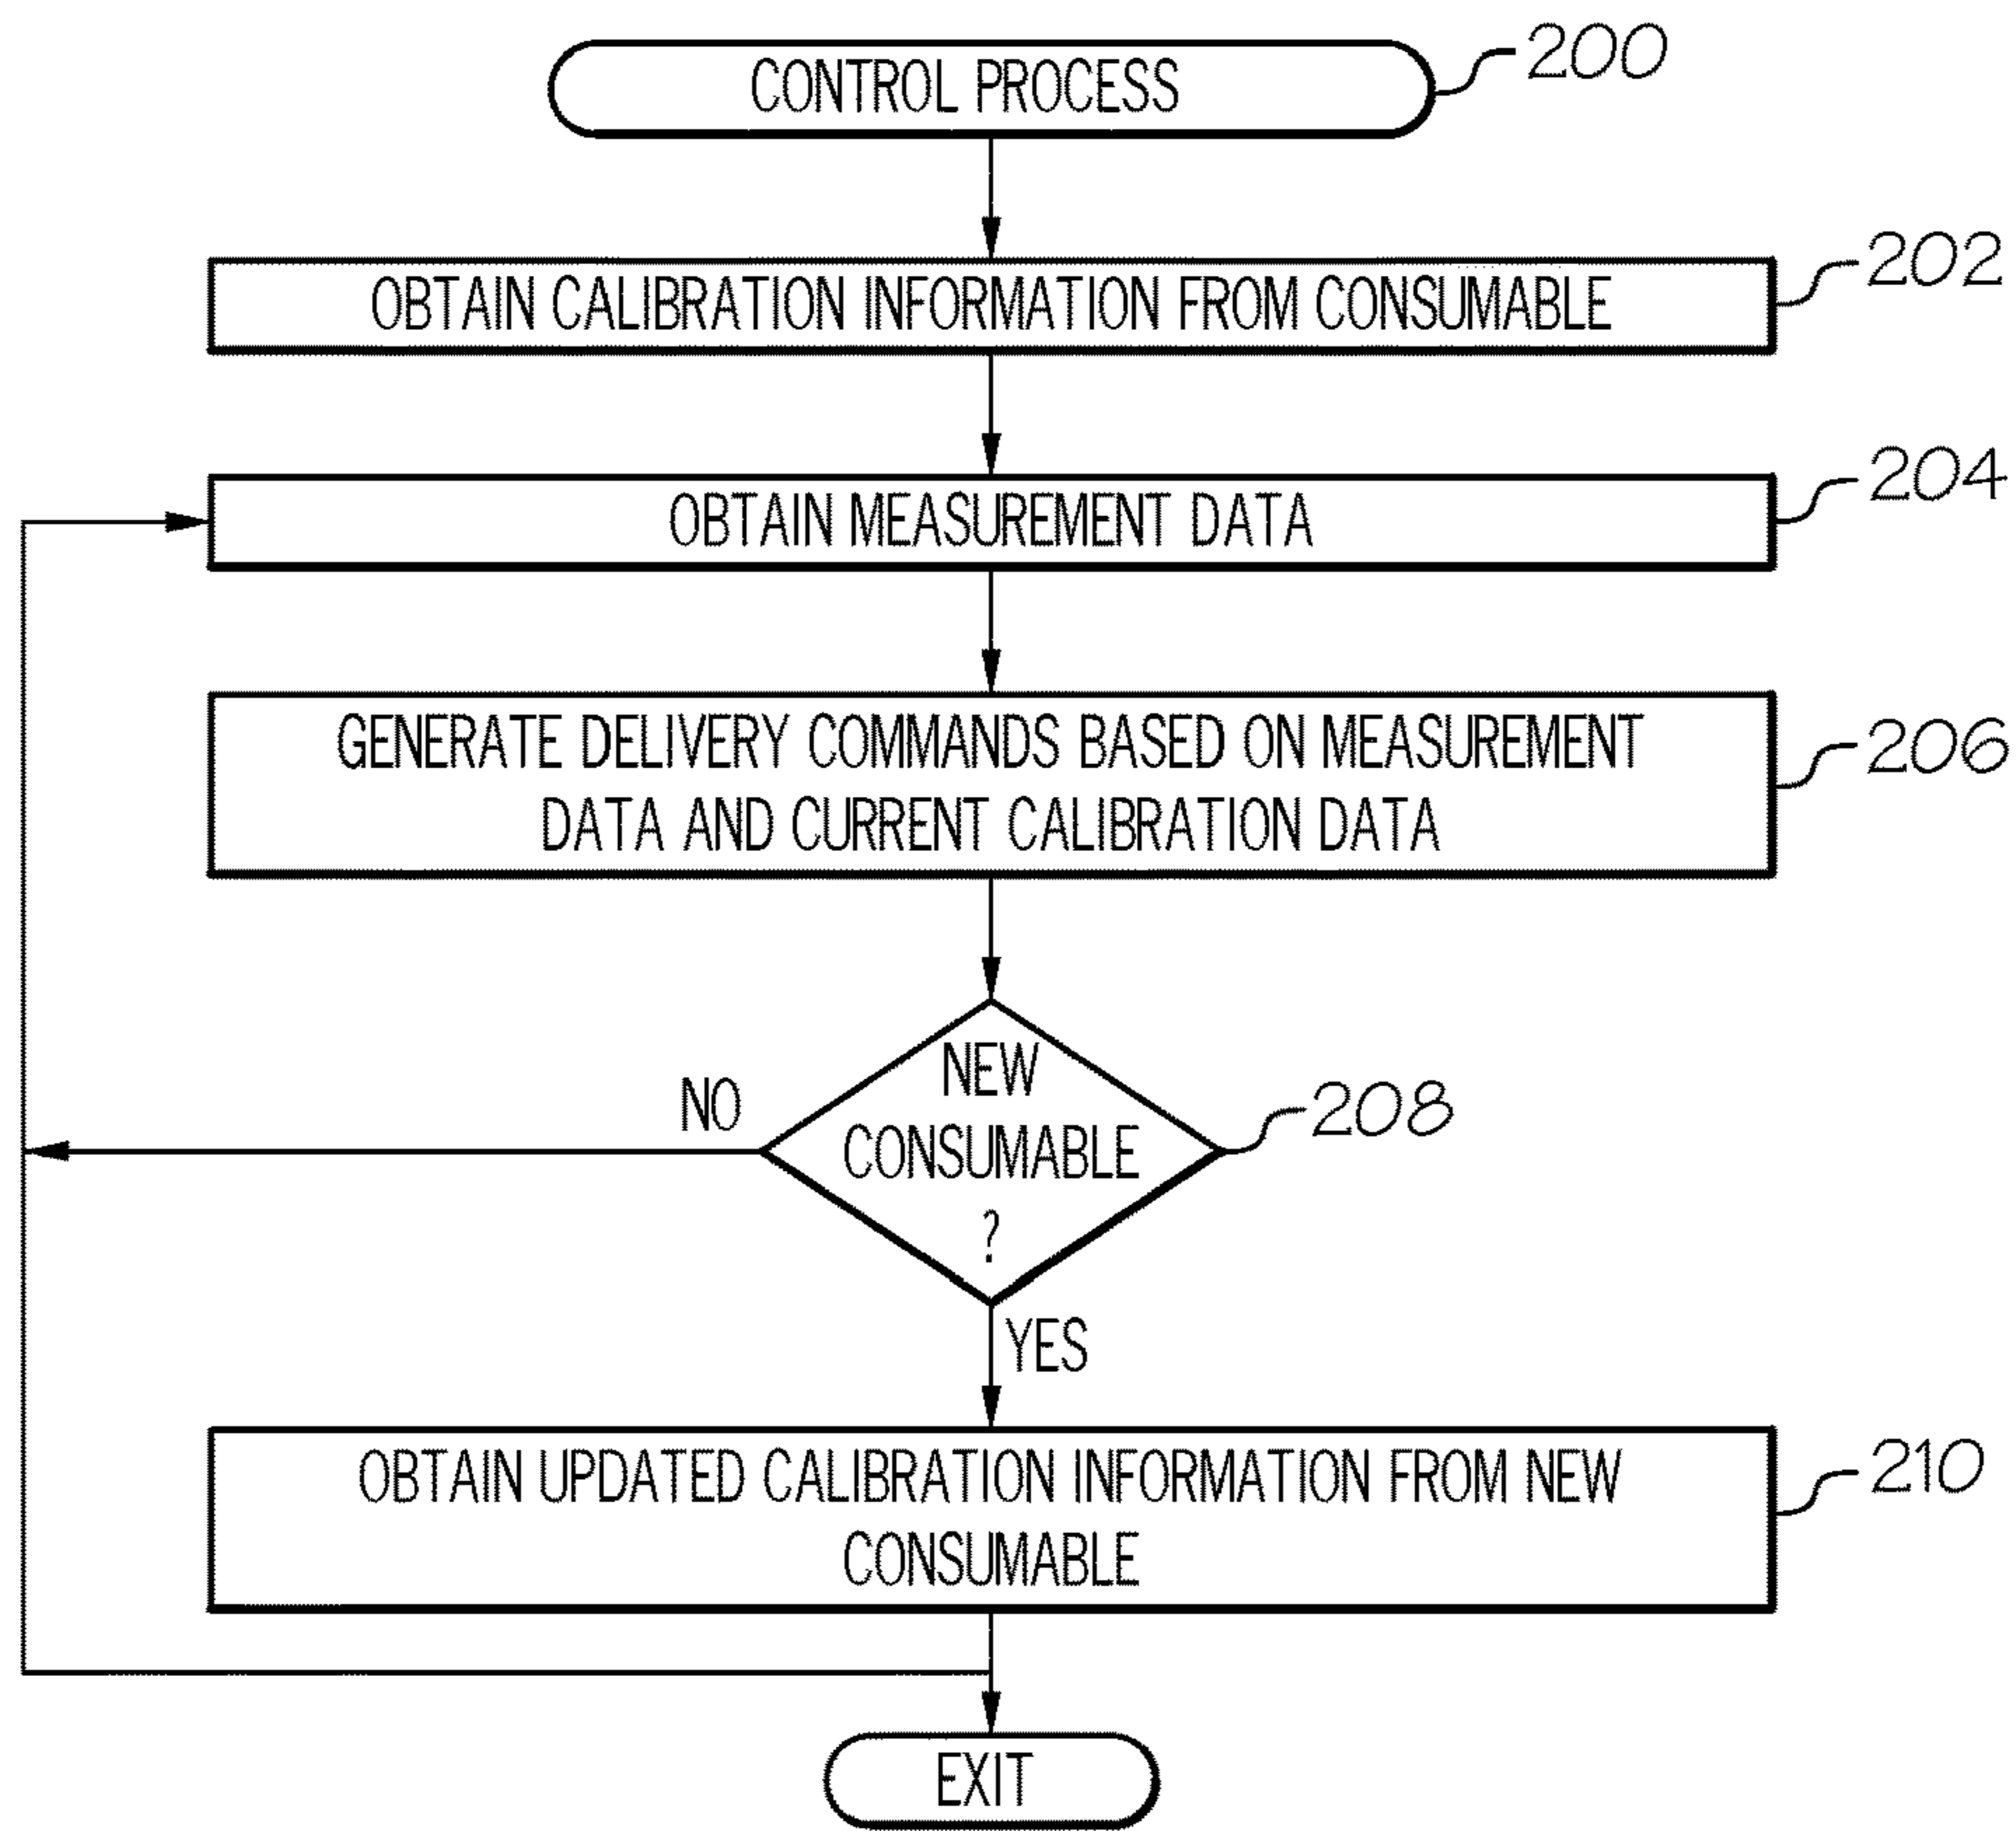 CONTROL PROCESS
200
OBTAIN CALIBRATION INFORMATION FROM CONSUMABLE
202
OBTAIN MEASUREMENT DATA
204
GENERATE DELIVERY COMMANDS BASED ON MEASUREMENT
DATA AND CURRENT CALIBRATION DATA
206
NEW
CONSUMABLE
?
208
NO
YES
OBTAIN UPDATED CALIBRATION INFORMATION FROM NEW
CONSUMABLE
210
EXIT